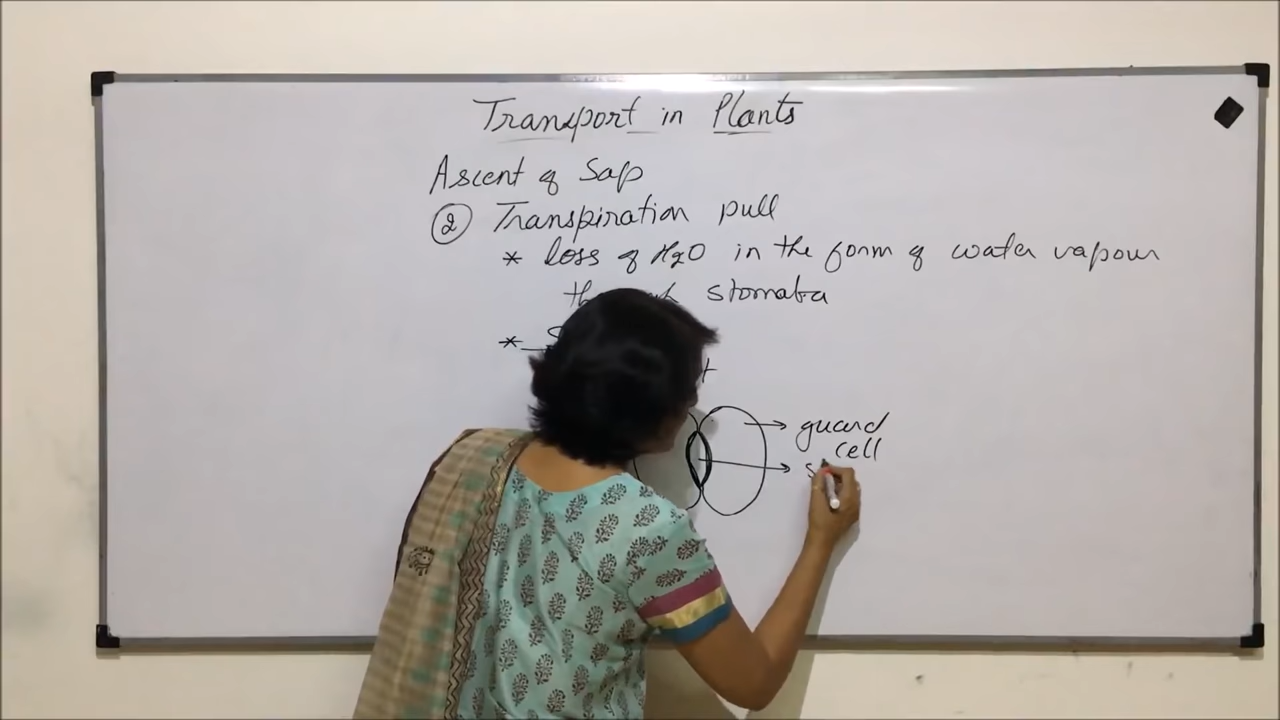 Transport in Plants
Ascent of Sap
② Transpiration pull
* loss of H2O in the form of water vapour
stomata
*
guard
cell